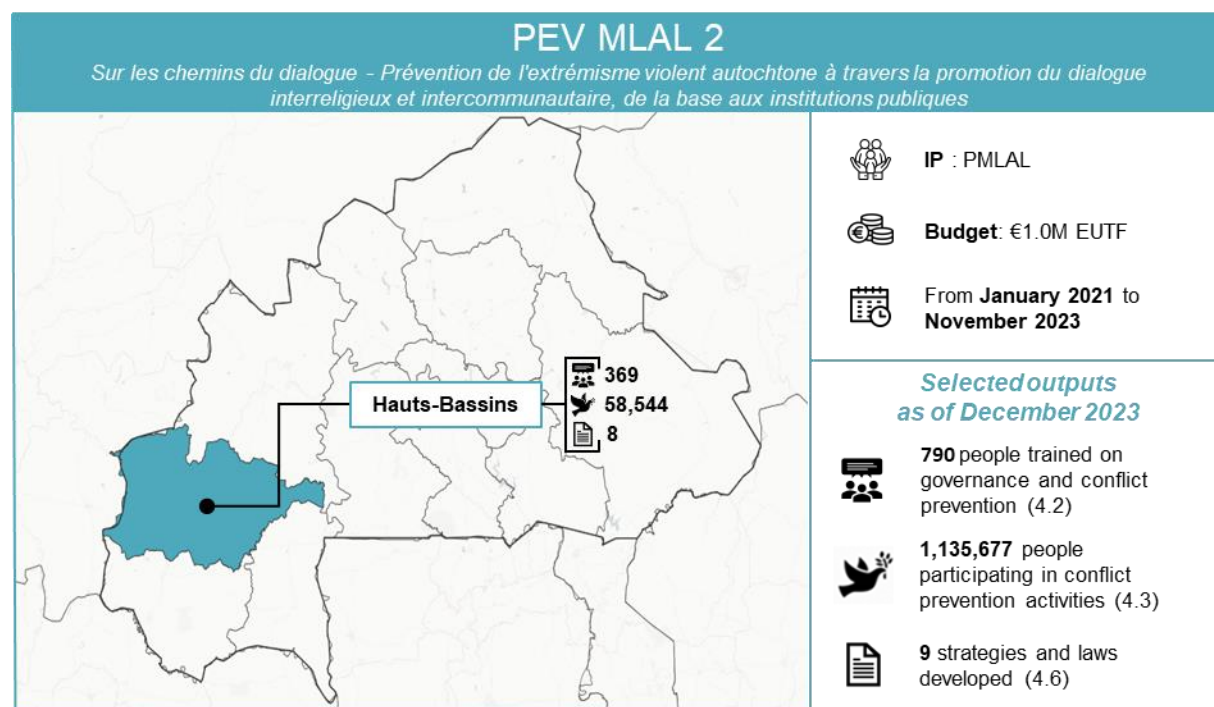 PEV MLAL 2
Sur les chemins du dialogue - Prévention de l'extrémisme violent autochtone à travers la promotion du dialogue
interreligieux et intercommunautaire, de la base aux institutions publiques
Hauts-Bassins
369
58,544
8
IP : PMLAL
Budget: €1.0M EUTF
From January 2021 to
November 2023
Selected outputs
as of December 2023
790 people trained on
governance and conflict
prevention (4.2)
1,135,677 people
participating in conflict
prevention activities (4.3)
9 strategies and laws
developed (4.6)